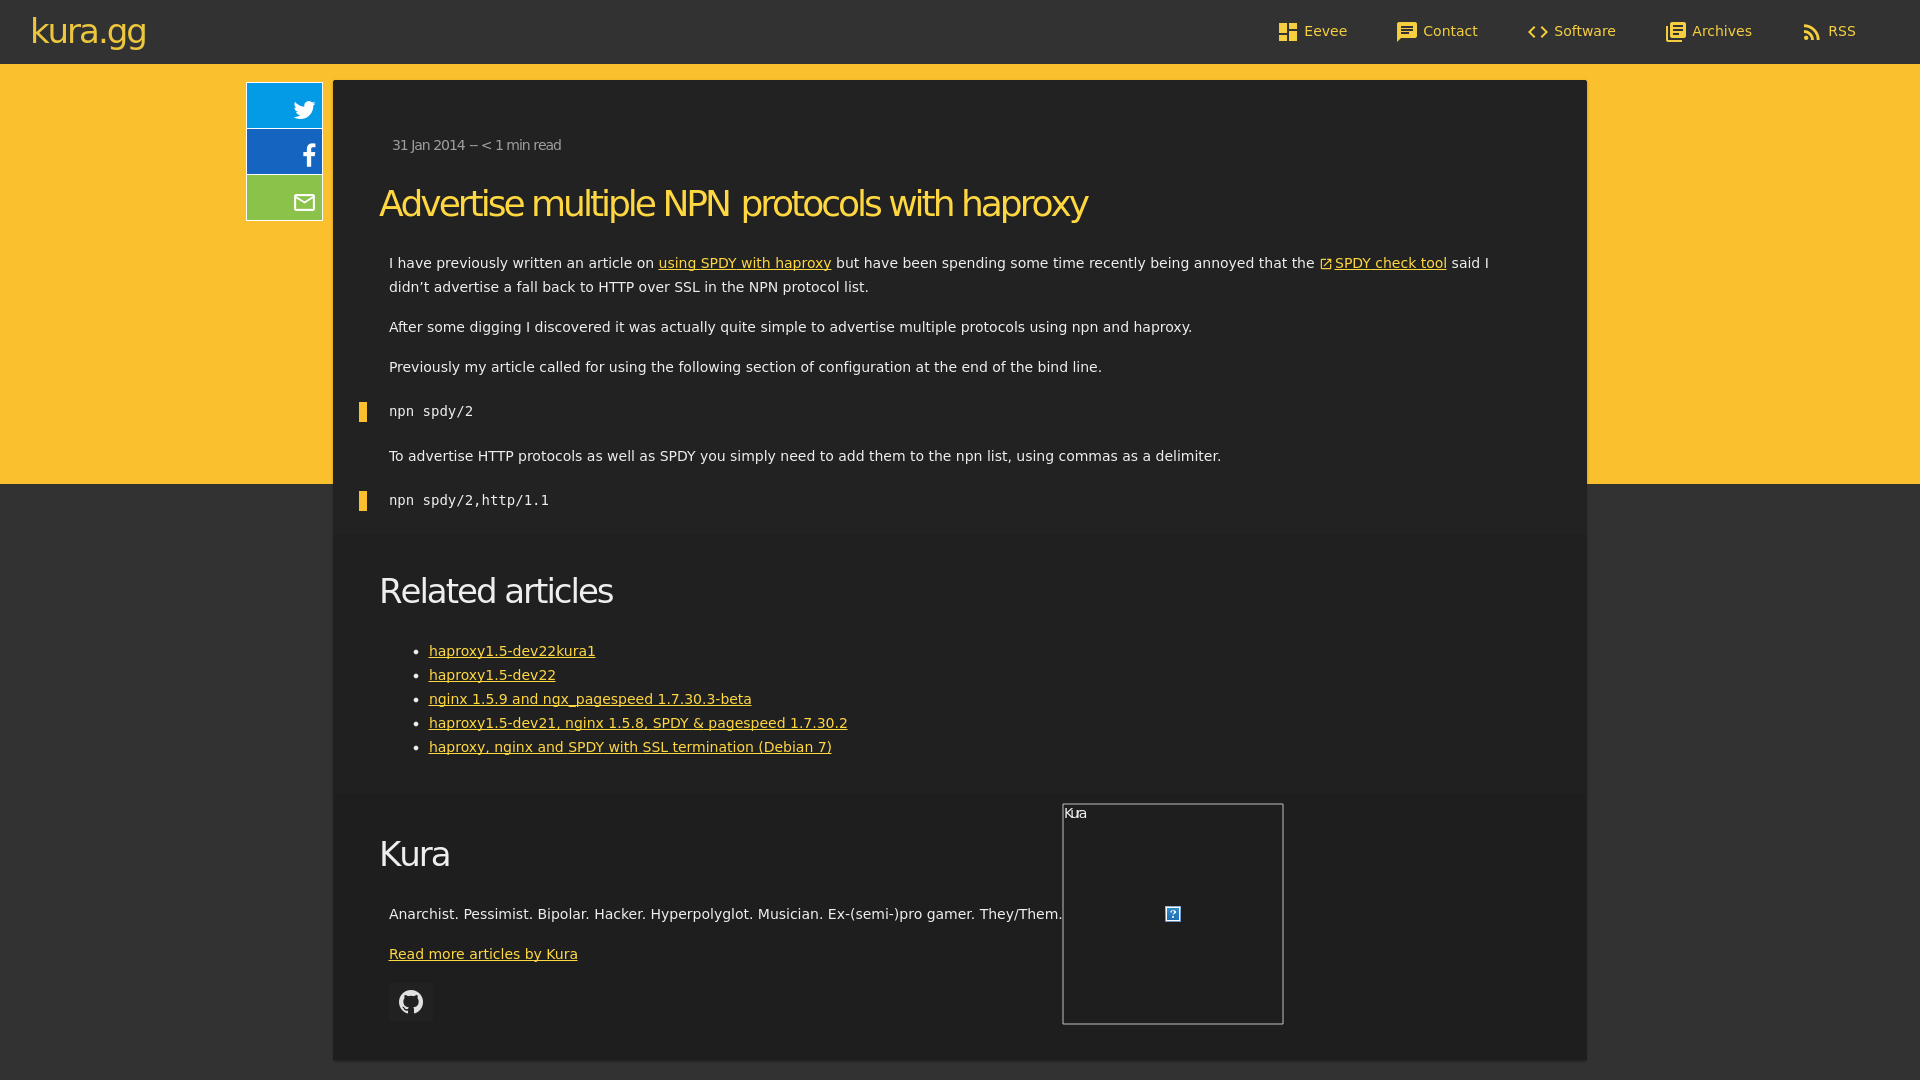 kura.gg
Eevee
Contact
Software
Archives
RSS
31 Jan 2014 -- < 1 min read
Advertise multiple NPN protocols with haproxy
I have previously written an article on using SPDY with haproxy but have been spending some time recently being annoyed that the SPDY check tool said I
didn’t advertise a fall back to HTTP over SSL in the NPN protocol list.
After some digging I discovered it was actually quite simple to advertise multiple protocols using npn and haproxy.
Previously my article called for using the following section of configuration at the end of the bind line.
npn spdy/2
To advertise HTTP protocols as well as SPDY you simply need to add them to the npn list, using commas as a delimiter.
npn spdy/2,http/1.1
Related articles
haproxy1.5-dev22kura1
haproxy1.5-dev22
nginx 1.5.9 and ngx_pagespeed 1.7.30.3-beta
haproxy1.5-dev21, nginx 1.5.8, SPDY & pagespeed 1.7.30.2
haproxy, nginx and SPDY with SSL termination (Debian 7)
Kura
Kura
Anarchist. Pessimist. Bipolar. Hacker. Hyperpolyglot. Musician. Ex-(semi-)pro gamer. They/Them.
Read more articles by Kura